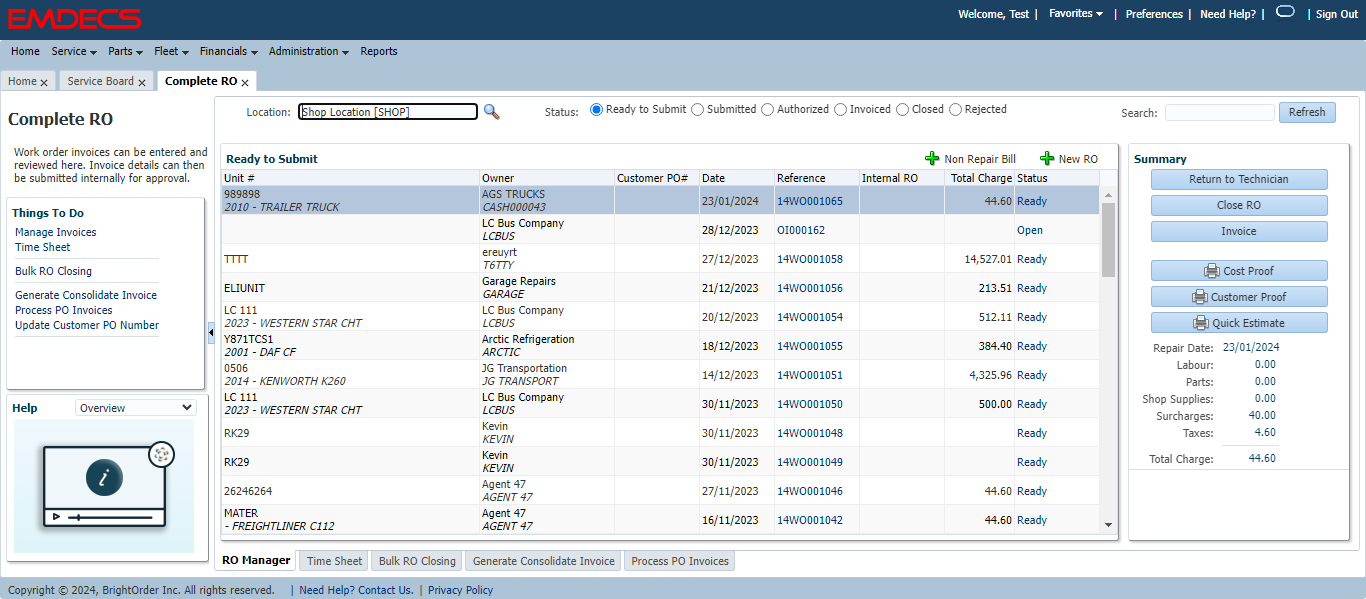 EMDECS
Welcome, Test | Favorites | Preferences | Need Help? | | Sign Out
Home Service Parts Fleet Financials Administration Reports
Home x Service Board x Complete RO x
Complete RO
Work order invoices can be entered and
reviewed here. Invoice details can then
be submitted internally for approval.
Things To Do
Manage Invoices
Time Sheet
Bulk RO Closing
Generate Consolidate Invoice
Process PO Invoices
Update Customer PO Number
Help Overview
i
Location: Shop Location [SHOP] Status: Ready to Submit Submitted Authorized Invoiced Closed Rejected Search: Refresh
Ready to Submit Non Repair Bill New RO
Unit # Owner Customer PO# Date Reference Internal RO Total Charge Status
989898 AGS TRUCKS 23/01/2024 14WO001065 44.60 Ready
2010 - TRAILER TRUCK CASH000043
LC Bus Company 28/12/2023 OI000162 Open
LCBUS
TTTT ereuyrt 27/12/2023 14WO001058 14,527.01 Ready
T6TTY
ELIUNIT Garage Repairs 21/12/2023 14WO001056 213.51 Ready
GARAGE
LC 111 LC Bus Company 20/12/2023 14WO001054 512.11 Ready
2023 - WESTERN STAR CHT LCBUS
Y871TCS1 Arctic Refrigeration 18/12/2023 14WO001055 384.40 Ready
2001 - DAF CF ARCTIC
0506 JG Transportation 14/12/2023 14WO001051 4,325.96 Ready
2014 - KENWORTH K260 JG TRANSPORT
LC 111 LC Bus Company 30/11/2023 14WO001050 500.00 Ready
2023 - WESTERN STAR CHT LCBUS
RK29 Kevin 30/11/2023 14WO001048 Ready
KEVIN
RK29 Kevin 30/11/2023 14WO001049 Ready
KEVIN
26246264 Agent 47 27/11/2023 14WO001046 44.60 Ready
AGENT 47
MATER Agent 47 16/11/2023 14WO001042 44.60 Ready
- FREIGHTLINER C112 AGENT 47
RO Manager Time Sheet Bulk RO Closing Generate Consolidate Invoice Process PO Invoices
Summary
Return to Technician
Close RO
Invoice
Cost Proof
Customer Proof
Quick Estimate
Repair Date: 23/01/2024
Labour: 0.00
Parts: 0.00
Shop Supplies: 0.00
Surcharges: 40.00
Taxes: 4.60
Total Charge: 44.60
Copyright © 2024, BrightOrder Inc. All rights reserved. | Need Help? Contact Us. | Privacy Policy